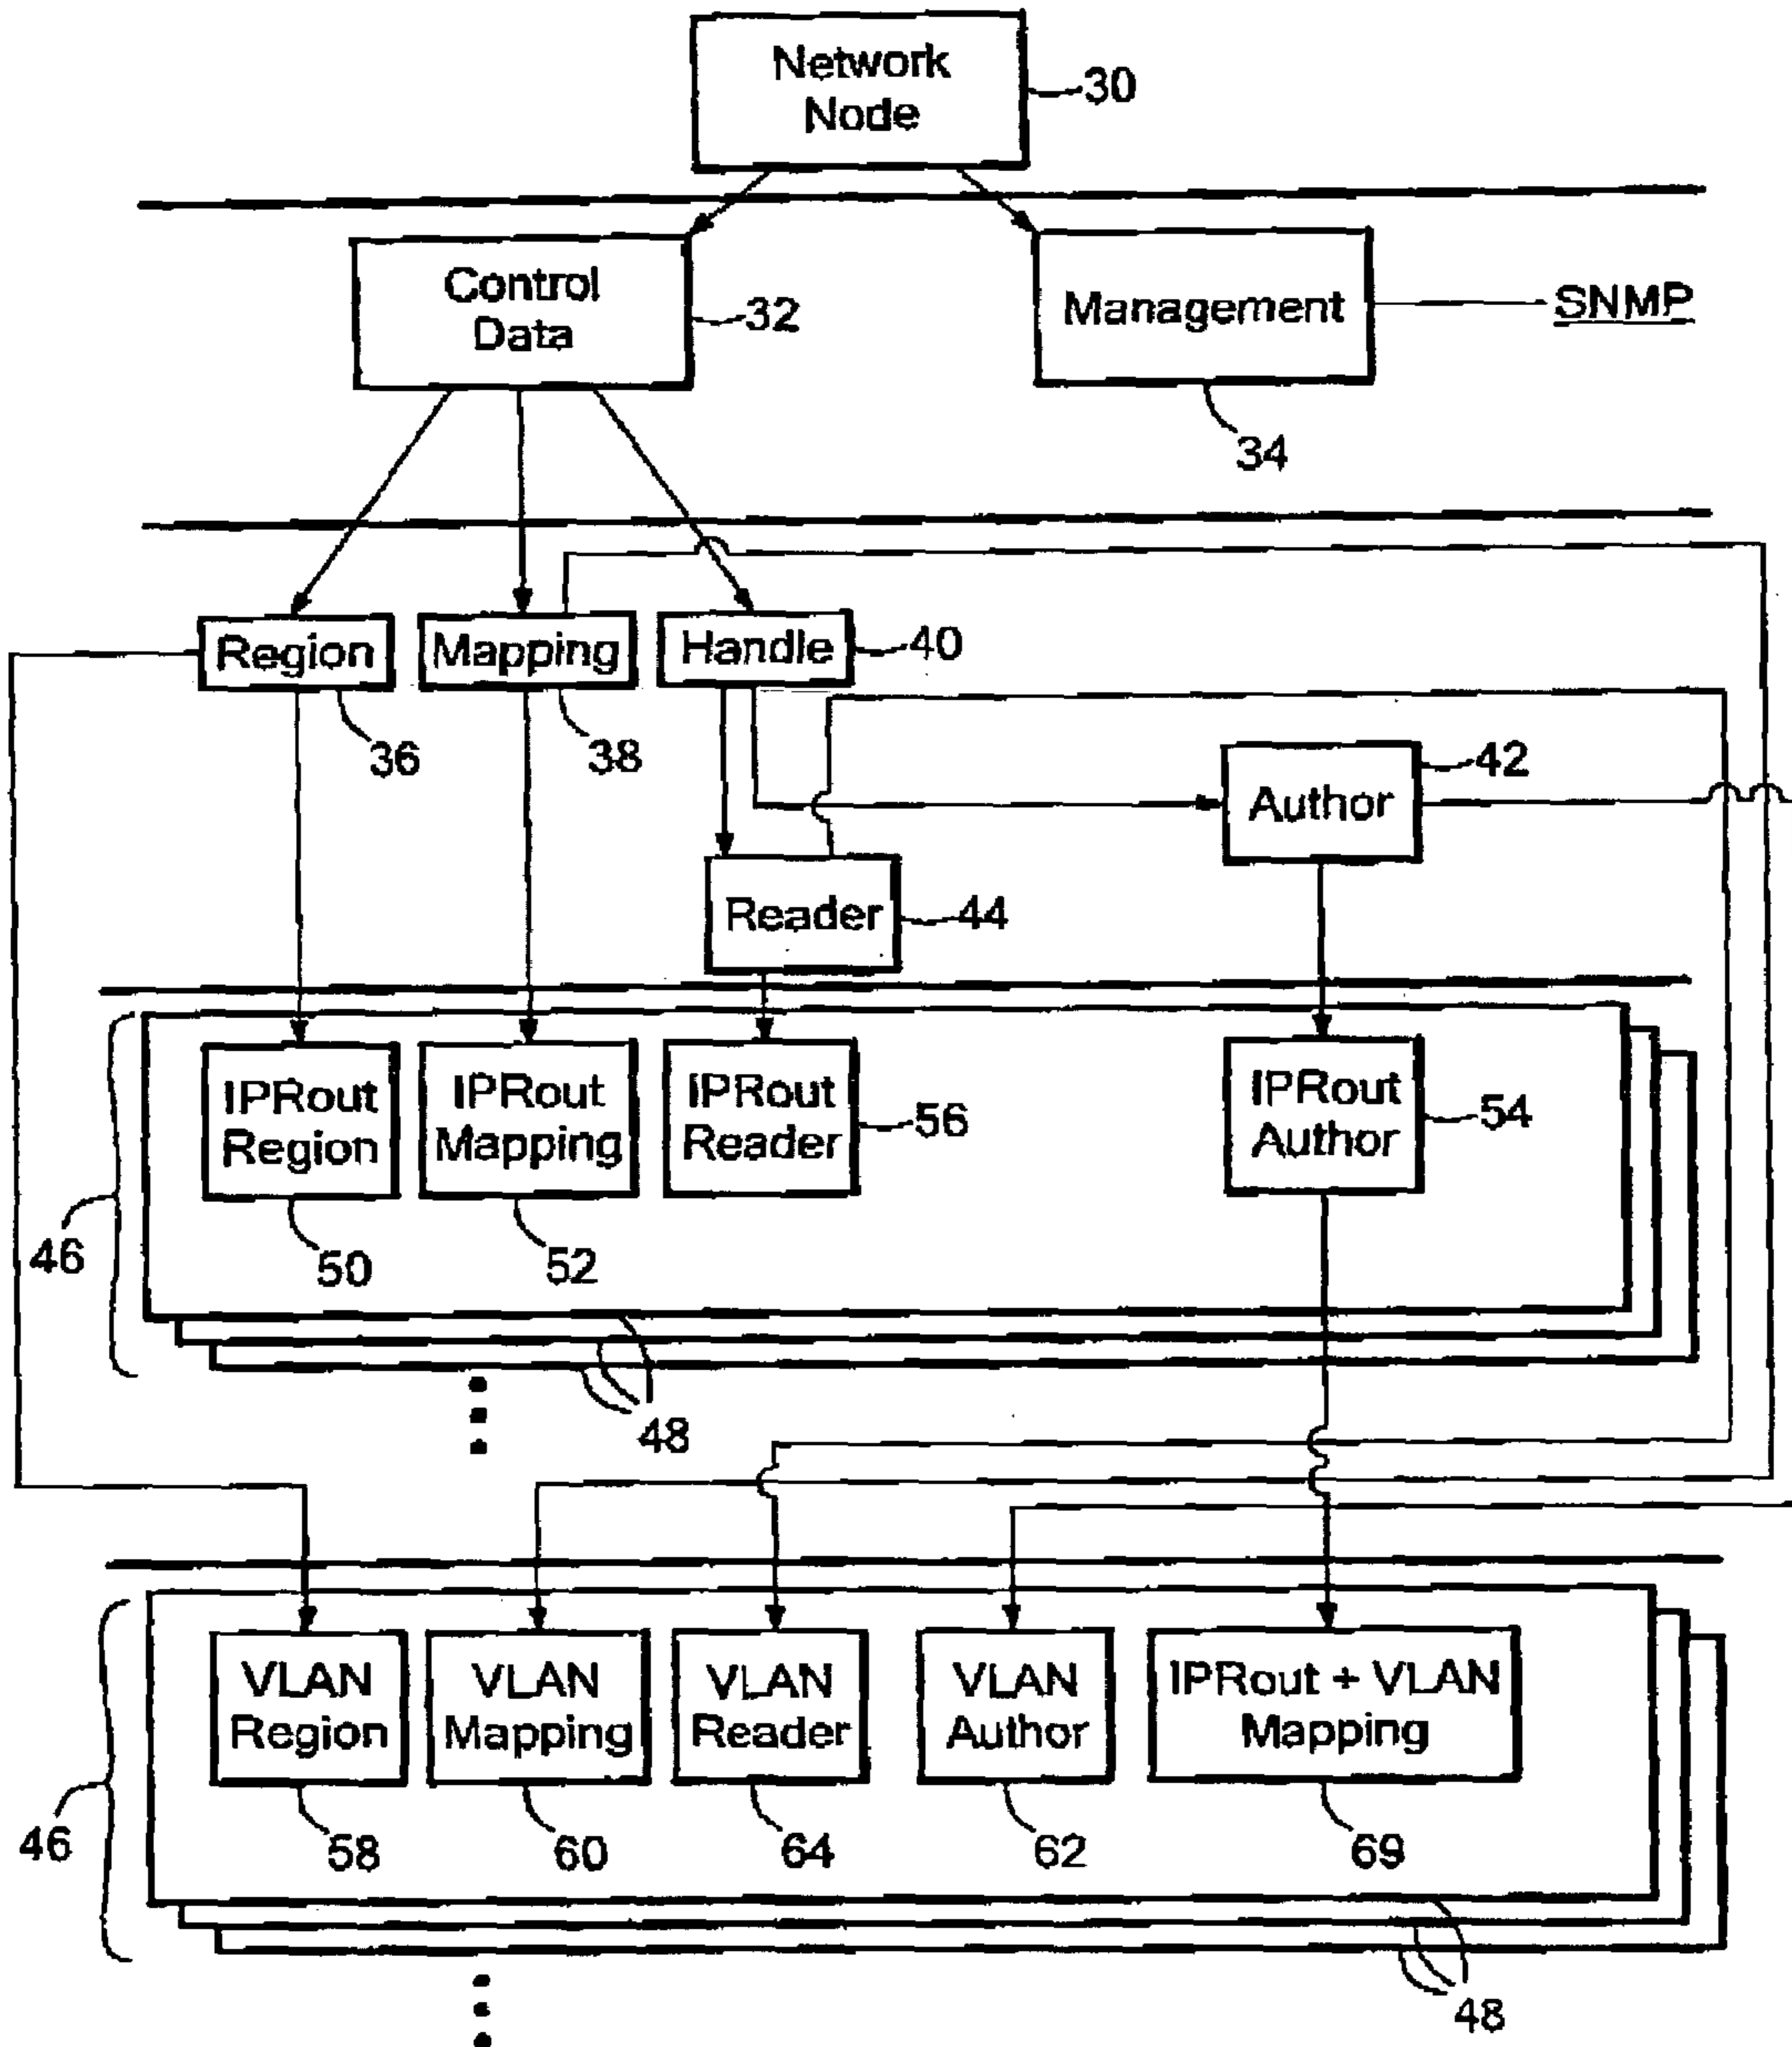 Network
Node
30
Control
Data
32
Management
SNMP
34
Region
Mapping
Handle
40
36
38
42
Author
Reader
44
IPRout
Region
IPRout
Mapping
IPRout
Reader
56
IPRout
Author
54
46
50
52
48
VLAN
Region
VLAN
Mapping
VLAN
Reader
VLAN
Author
IPRout + VLAN
Mapping
46
58
60
64
62
69
48